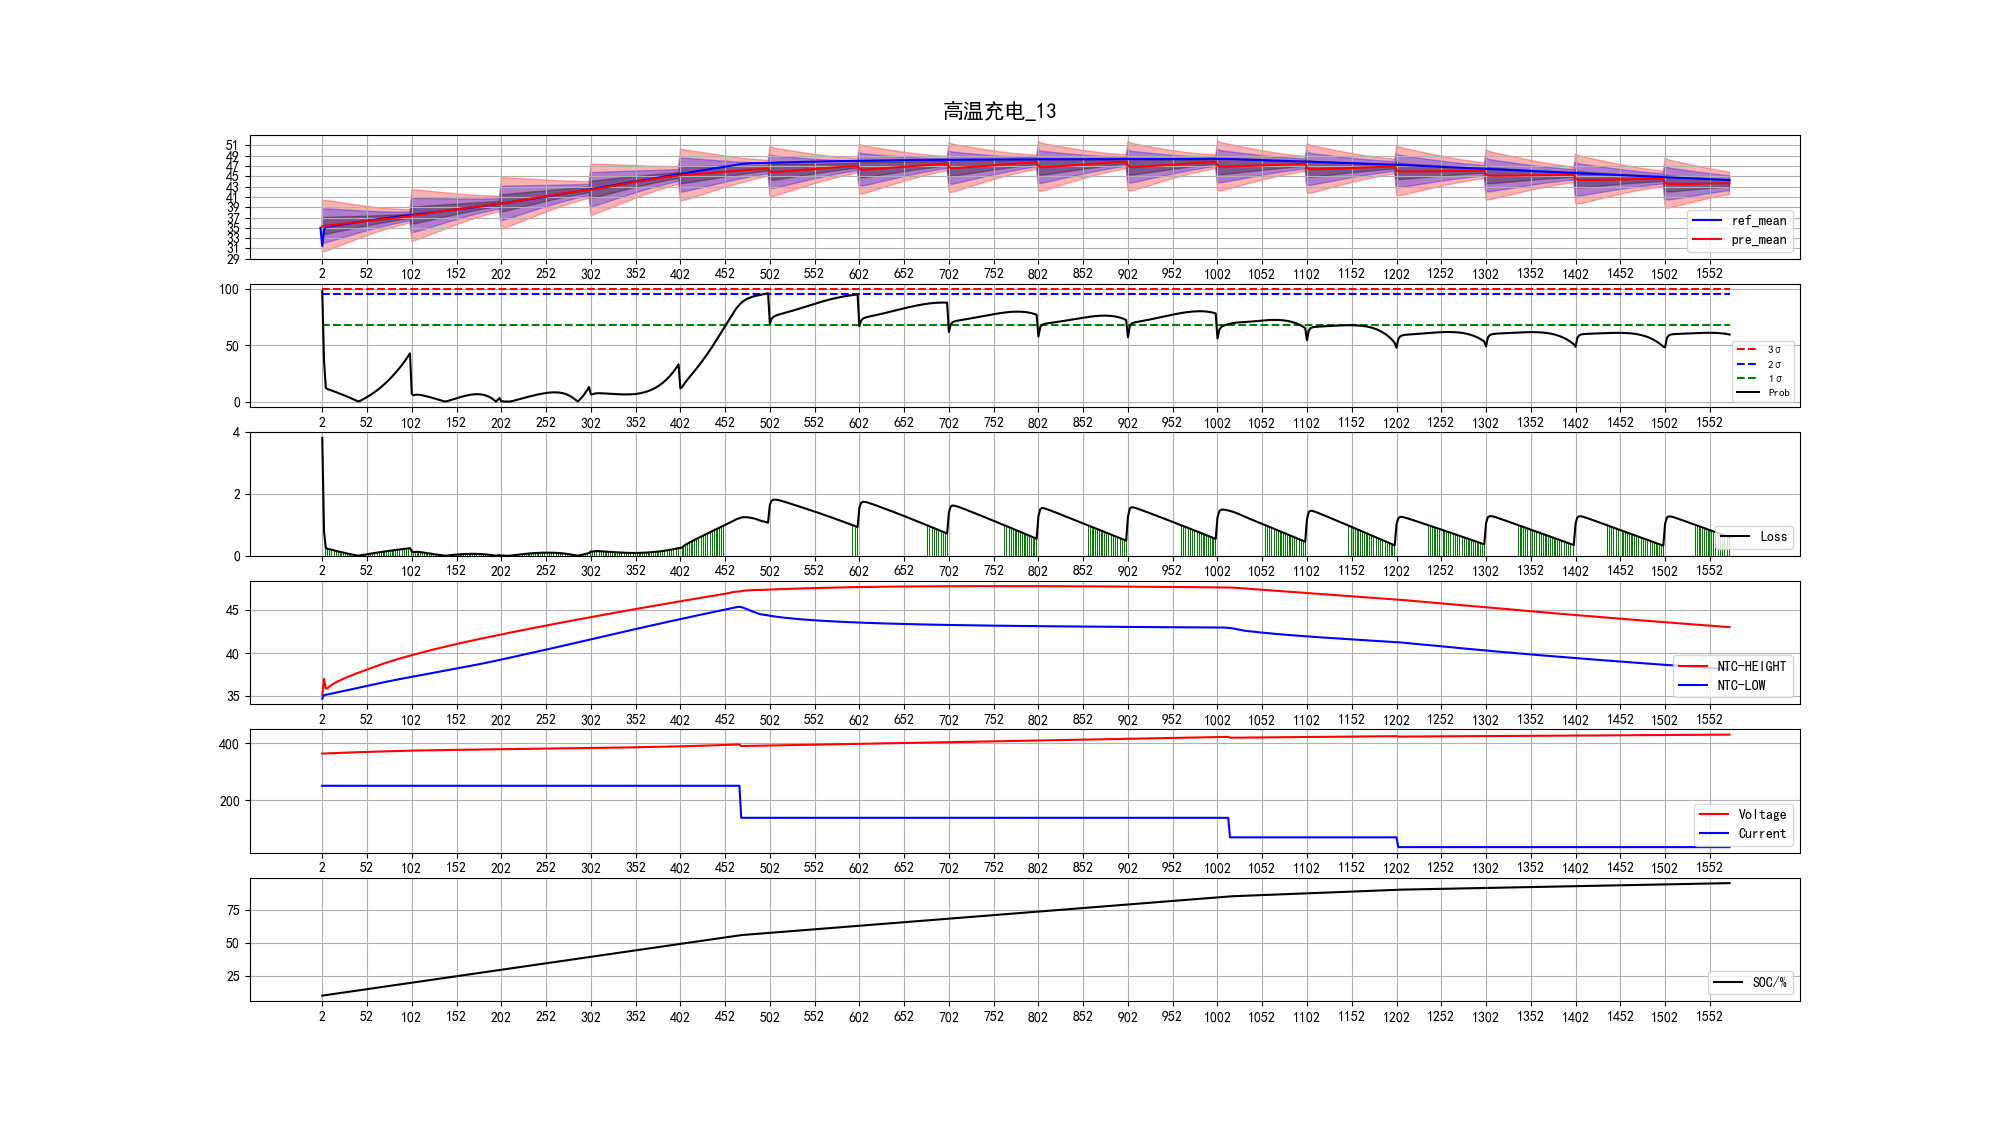 高温充电_13
51
49
47
45
43
41
39
37
35
33
31
29
ref_mean
pre_mean
2 52 102 152 202 252 302 352 402 452 502 552 602 652 702 752 802 852 902 952 1002 1052 1102 1152 1202 1252 1302 1352 1402 1452 1502 1552
100
50
0
3σ
2σ
1σ
Prob
2 52 102 152 202 252 302 352 402 452 502 552 602 652 702 752 802 852 902 952 1002 1052 1102 1152 1202 1252 1302 1352 1402 1452 1502 1552
4
2
0
Loss
2 52 102 152 202 252 302 352 402 452 502 552 602 652 702 752 802 852 902 952 1002 1052 1102 1152 1202 1252 1302 1352 1402 1452 1502 1552
45
40
35
NTC-HEIGHT
NTC-LOW
2 52 102 152 202 252 302 352 402 452 502 552 602 652 702 752 802 852 902 952 1002 1052 1102 1152 1202 1252 1302 1352 1402 1452 1502 1552
400
200
Voltage
Current
2 52 102 152 202 252 302 352 402 452 502 552 602 652 702 752 802 852 902 952 1002 1052 1102 1152 1202 1252 1302 1352 1402 1452 1502 1552
75
50
25
SOC/%
2 52 102 152 202 252 302 352 402 452 502 552 602 652 702 752 802 852 902 952 1002 1052 1102 1152 1202 1252 1302 1352 1402 1452 1502 1552